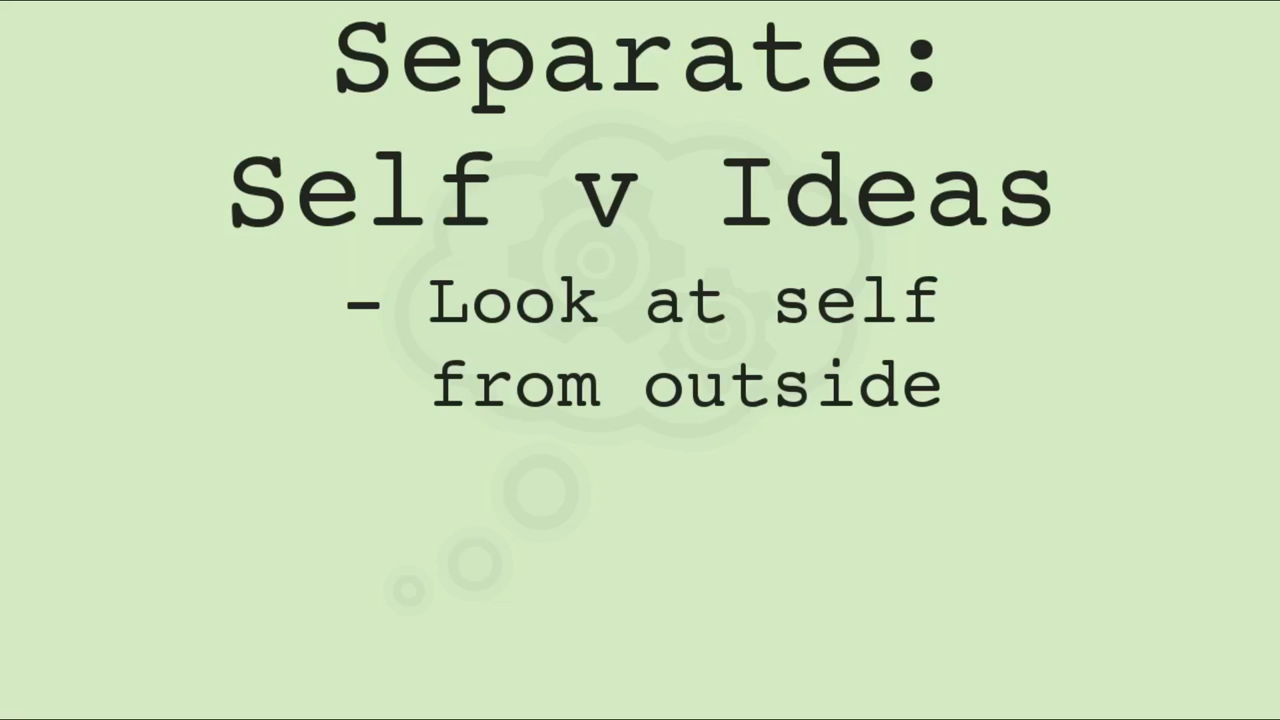 Separate:
Self v Ideas
- Look at self
from outside